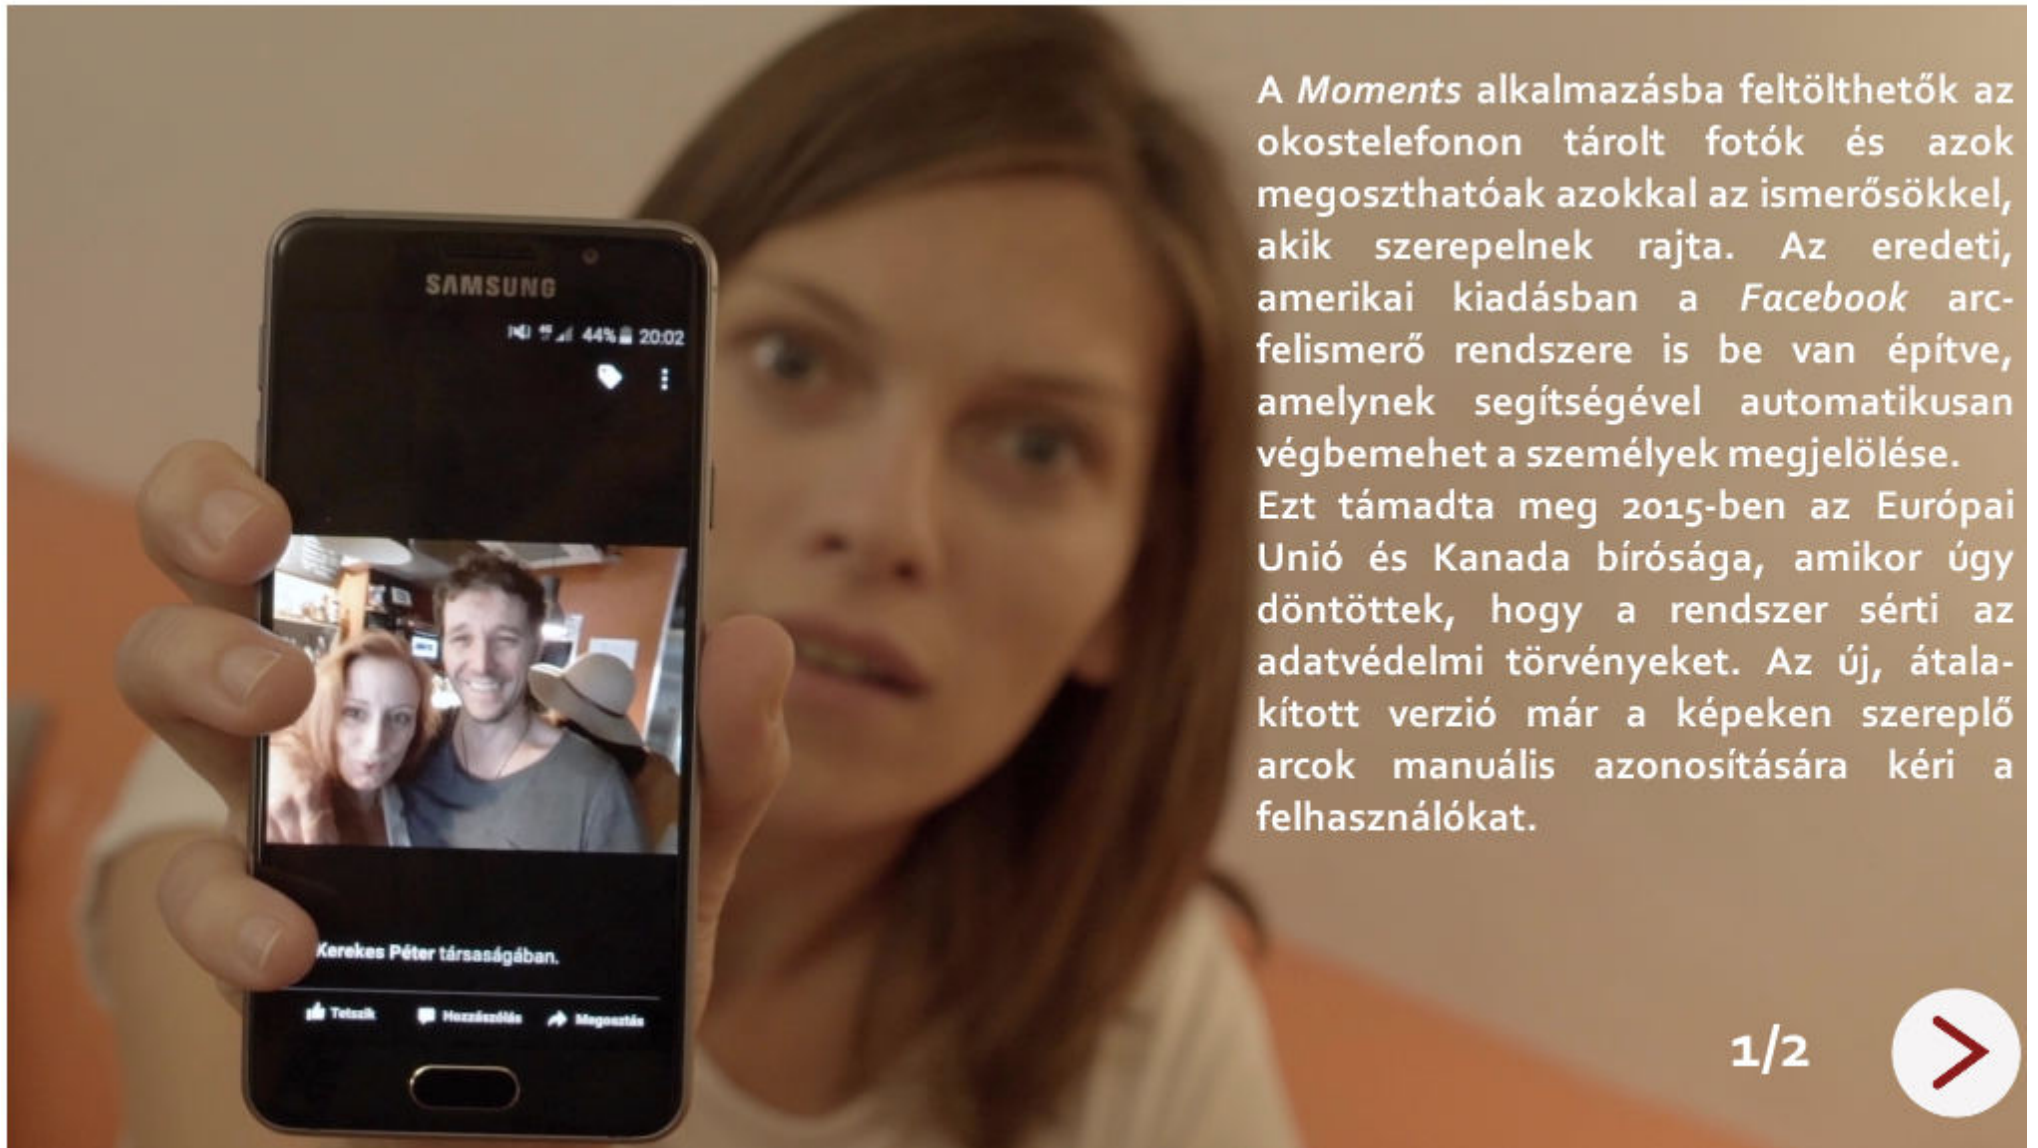 SAMSUNG
44% 20:02
Kerekes Péter társaságában.
Tetszik Hozzászólás Megosztás
A Moments alkalmazásba feltölthetők az
okostelefonon tárolt fotók és azok
megoszthatóak azokkal az ismerősökkel,
akik szerepelnek rajta. Az eredeti,
amerikai kiadásban a Facebook arc-
felismerő rendszere is be van építve,
amelynek segítségével automatikusan
végbemehet a személyek megjelölése.
Ezt támadta meg 2015-ben az Európai
Unió és Kanada bírósága, amikor úgy
döntöttek, hogy a rendszer sérti az
adatvédelmi törvényeket. Az új, átala-
kított verzió már a képeken szereplő
arcok manuális azonosítására kéri a
felhasználókat.
1/2